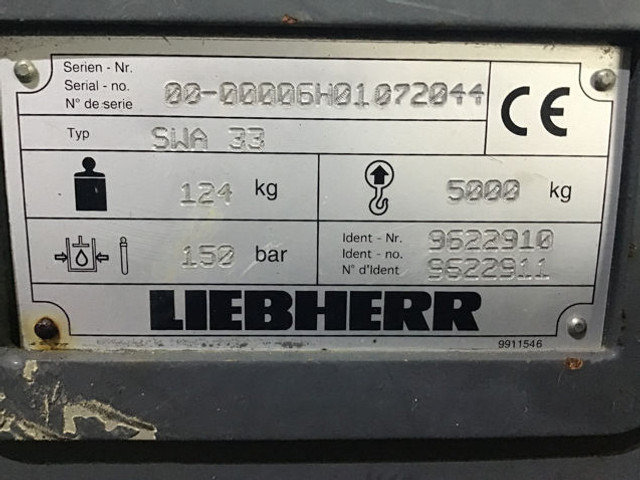 Serien - Nr.
Serial - no.
N° de serie
00-00006H01072044
CE
Typ
SWA 33
124 kg
5000 kg
150 bar
Ident - Nr.
Ident - no.
N° d'Ident
9622910
9622911
LIEBHERR
9911546